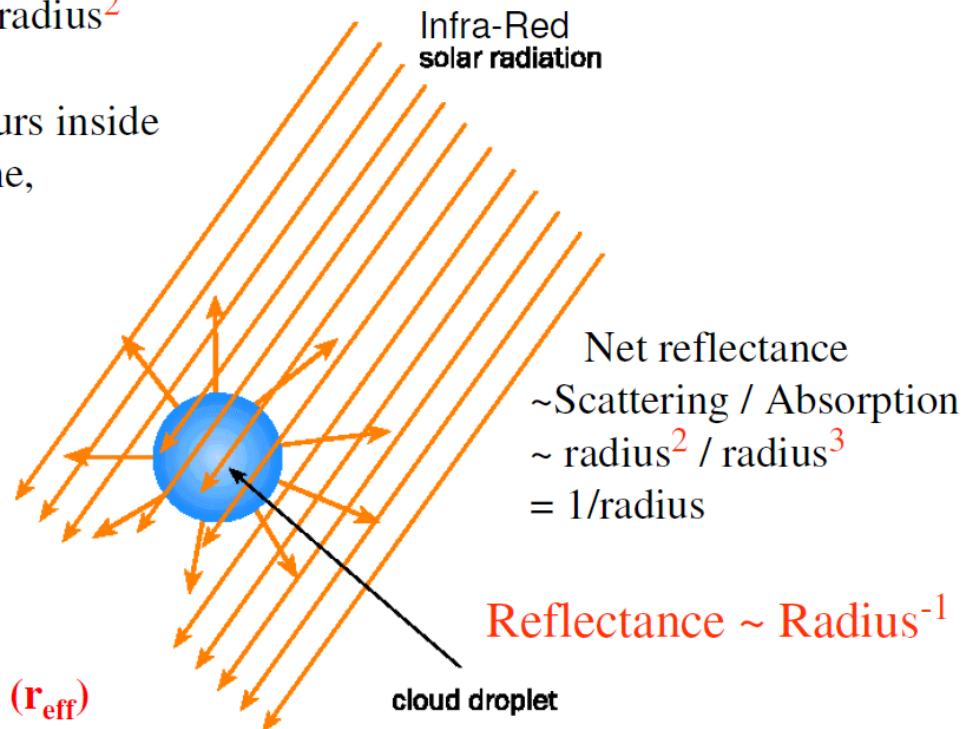 radius²
Infra-Red
solar radiation
urs inside
ne,
Net reflectance
~Scattering / Absorption
~ radius² / radius³
= 1/radius
Reflectance ~ Radius⁻¹
(r_eff)
cloud droplet